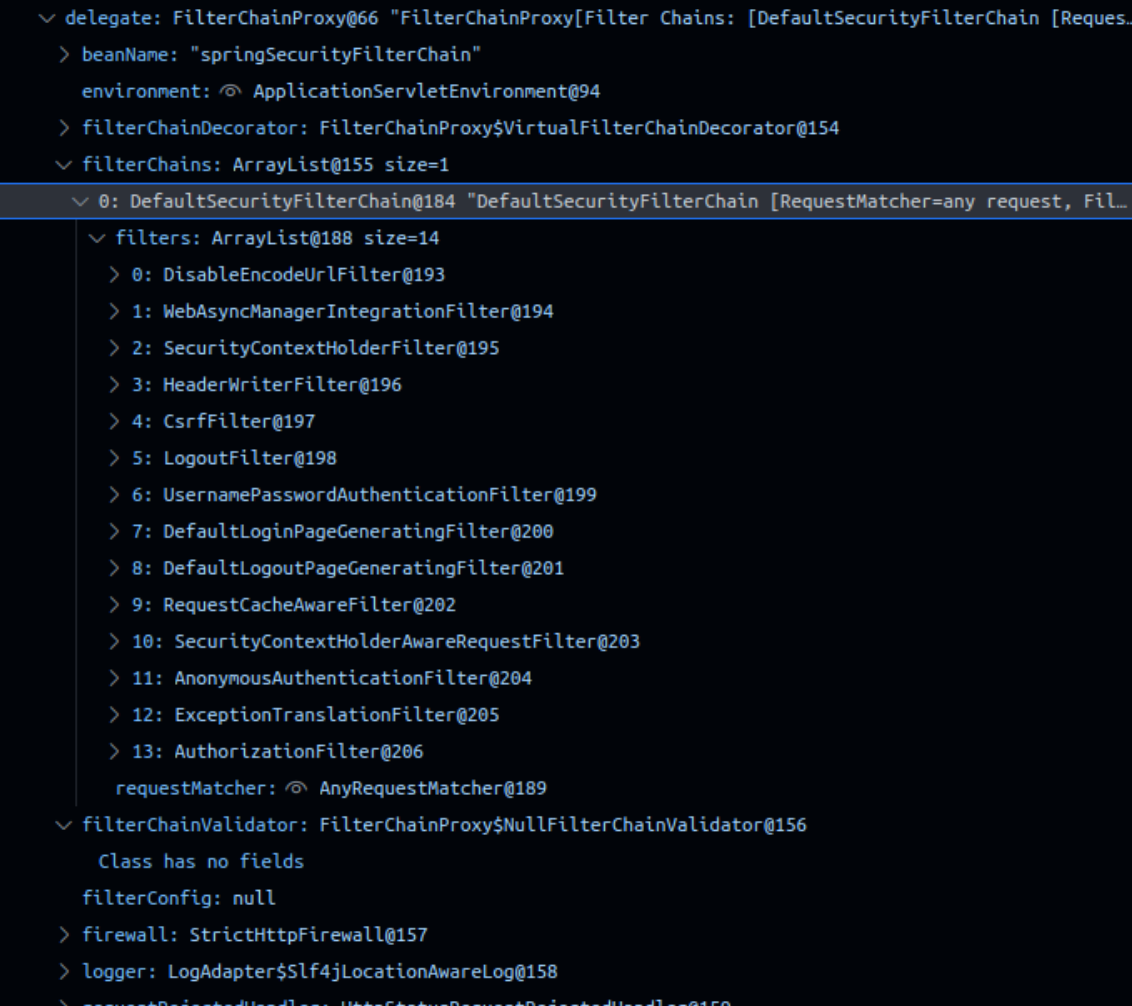 delegate: FilterChainProxy@66 "FilterChainProxy[Filter Chains: [DefaultSecurityFilterChain [Reques…
beanName: "springSecurityFilterChain"
environment: ApplicationServletEnvironment@94
filterChainDecorator: FilterChainProxy$VirtualFilterChainDecorator@154
filterChains: ArrayList@155 size=1
0: DefaultSecurityFilterChain@184 "DefaultSecurityFilterChain [RequestMatcher=any request, Fil…
filters: ArrayList@188 size=14
0: DisableEncodeUrlFilter@193
1: WebAsyncManagerIntegrationFilter@194
2: SecurityContextHolderFilter@195
3: HeaderWriterFilter@196
4: CsrfFilter@197
5: LogoutFilter@198
6: UsernamePasswordAuthenticationFilter@199
7: DefaultLoginPageGeneratingFilter@200
8: DefaultLogoutPageGeneratingFilter@201
9: RequestCacheAwareFilter@202
10: SecurityContextHolderAwareRequestFilter@203
11: AnonymousAuthenticationFilter@204
12: ExceptionTranslationFilter@205
13: AuthorizationFilter@206
requestMatcher: AnyRequestMatcher@189
filterChainValidator: FilterChainProxy$NullFilterChainValidator@156
Class has no fields
filterConfig: null
firewall: StrictHttpFirewall@157
logger: LogAdapter$Slf4jLocationAwareLog@158
requestRejectedHandler: HttpStatusRequestRejectedHandler@159